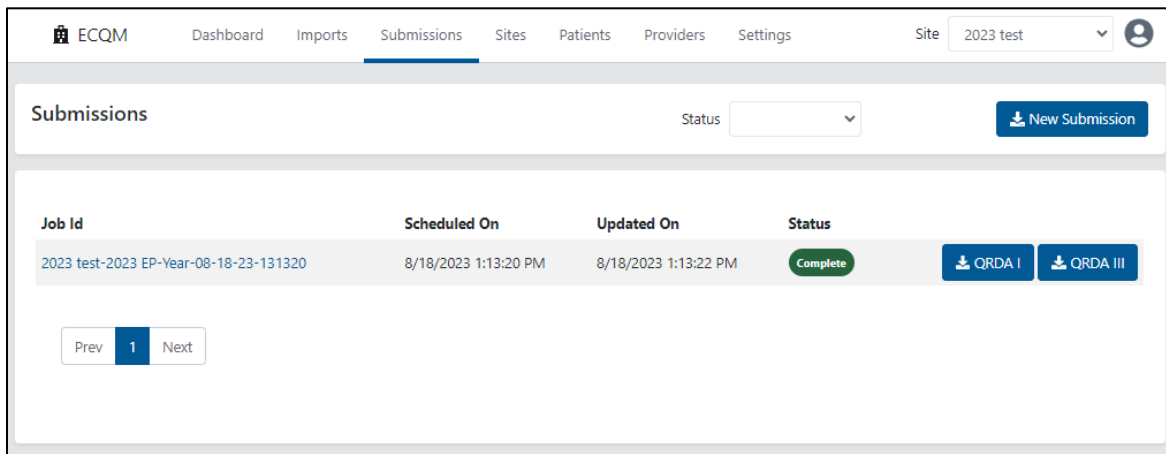 ECQM Dashboard Imports Submissions Sites Patients Providers Settings Site 2023 test
Submissions Status New Submission
Job Id Scheduled On Updated On Status
2023 test-2023 EP-Year-08-18-23-131320 8/18/2023 1:13:20 PM 8/18/2023 1:13:22 PM Complete QRDA I QRDA III
Prev 1 Next